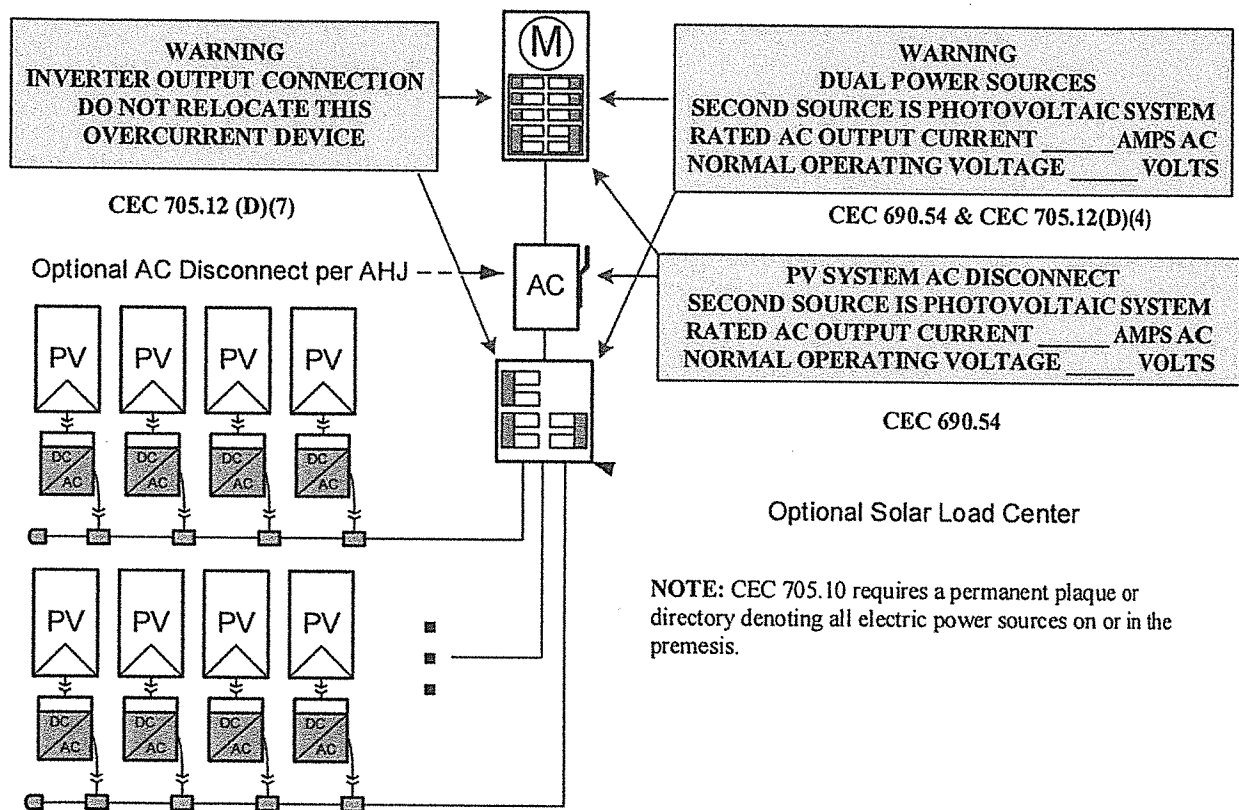 WARNING
INVERTER OUTPUT CONNECTION
DO NOT RELOCATE THIS
OVERCURRENT DEVICE
CEC 705.12 (D)(7)
M
WARNING
DUAL POWER SOURCES
SECOND SOURCE IS PHOTOVOLTAIC SYSTEM
RATED AC OUTPUT CURRENT ______ AMPS AC
NORMAL OPERATING VOLTAGE ______ VOLTS
CEC 690.54 & CEC 705.12(D)(4)
Optional AC Disconnect per AHJ
AC
PV SYSTEM AC DISCONNECT
SECOND SOURCE IS PHOTOVOLTAIC SYSTEM
RATED AC OUTPUT CURRENT ______ AMPS AC
NORMAL OPERATING VOLTAGE ______ VOLTS
CEC 690.54
PV PV PV PV
DC DC DC DC
AC AC AC AC
Optional Solar Load Center
NOTE: CEC 705.10 requires a permanent plaque or
directory denoting all electric power sources on or in the
premesis.
PV PV PV PV
DC DC DC DC
AC AC AC AC